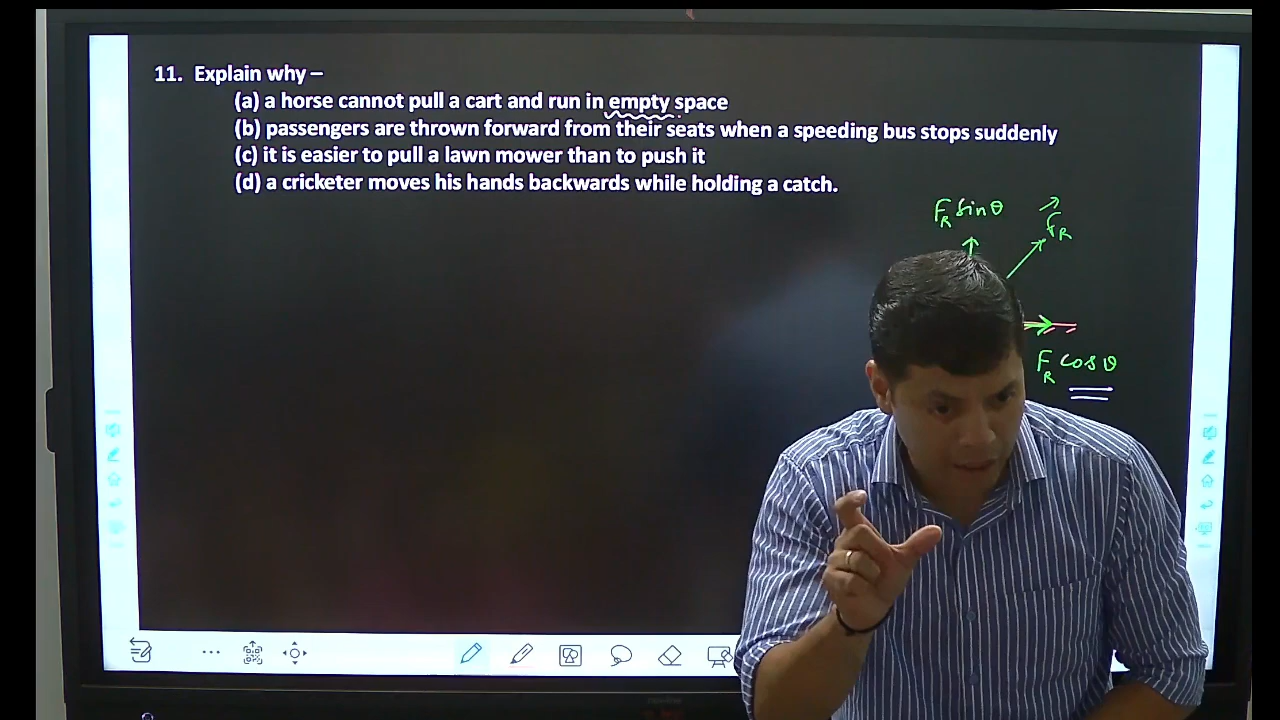 11. Explain why –
(a) a horse cannot pull a cart and run in empty space
(b) passengers are thrown forward from their seats when a speeding bus stops suddenly
(c) it is easier to pull a lawn mower than to push it
(d) a cricketer moves his hands backwards while holding a catch.
F_R sin θ
F_R
F_R cos θ